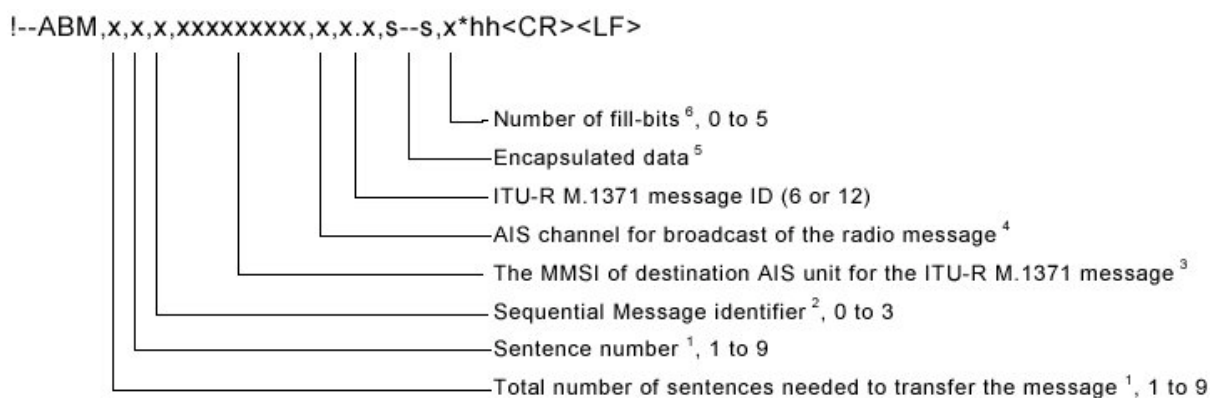 !--ABM,x,x,x,xxxxxxxxx,x,x.x,s--s,x*hh<CR><LF>
Number of fill-bits ⁶, 0 to 5
Encapsulated data ⁵
ITU-R M.1371 message ID (6 or 12)
AIS channel for broadcast of the radio message ⁴
The MMSI of destination AIS unit for the ITU-R M.1371 message ³
Sequential Message identifier ², 0 to 3
Sentence number ¹, 1 to 9
Total number of sentences needed to transfer the message ¹, 1 to 9